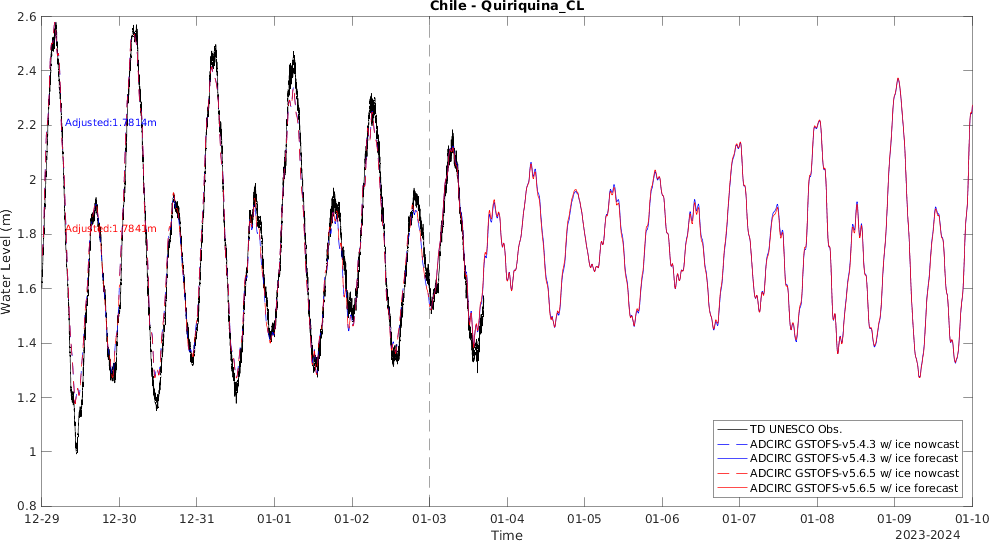 Chile - Quiriquina_CL
2.6
2.4
2.2
2
1.8
1.6
1.4
1.2
1
0.8
Water Level (m)
Adjusted:1.7814m
Adjusted:1.7841m
TD UNESCO Obs.
ADCIRC GSTOFS-v5.4.3 w/ ice nowcast
ADCIRC GSTOFS-v5.4.3 w/ ice forecast
ADCIRC GSTOFS-v5.6.5 w/ ice nowcast
ADCIRC GSTOFS-v5.6.5 w/ ice forecast
12-29 12-30 12-31 01-01 01-02 01-03 01-04 01-05 01-06 01-07 01-08 01-09 01-10
Time
2023-2024